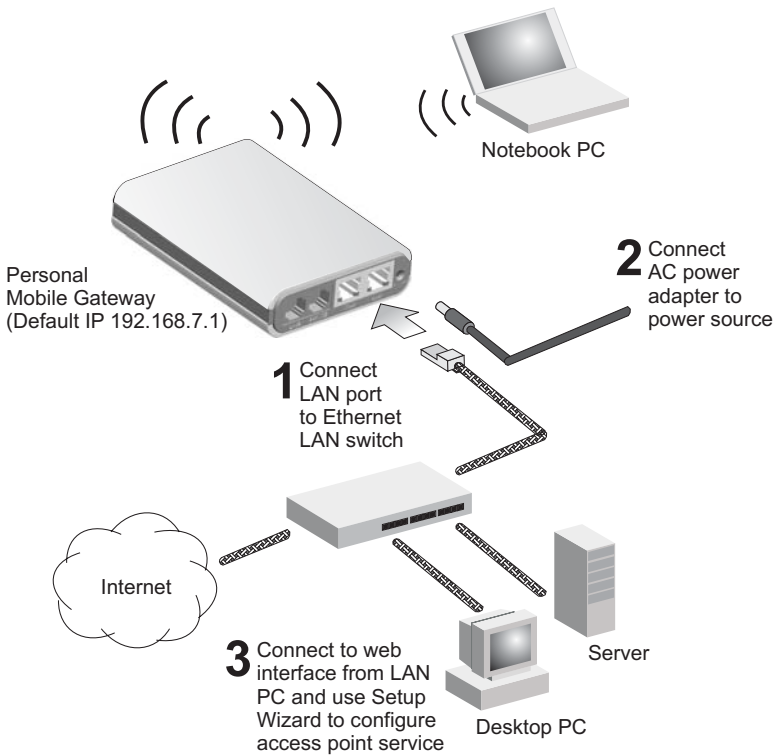 Notebook PC
Personal
Mobile Gateway
(Default IP 192.168.7.1)
2 Connect
AC power
adapter to
power source
1 Connect
LAN port
to Ethernet
LAN switch
Internet
Server
Desktop PC
3 Connect to web
interface from LAN
PC and use Setup
Wizard to configure
access point service